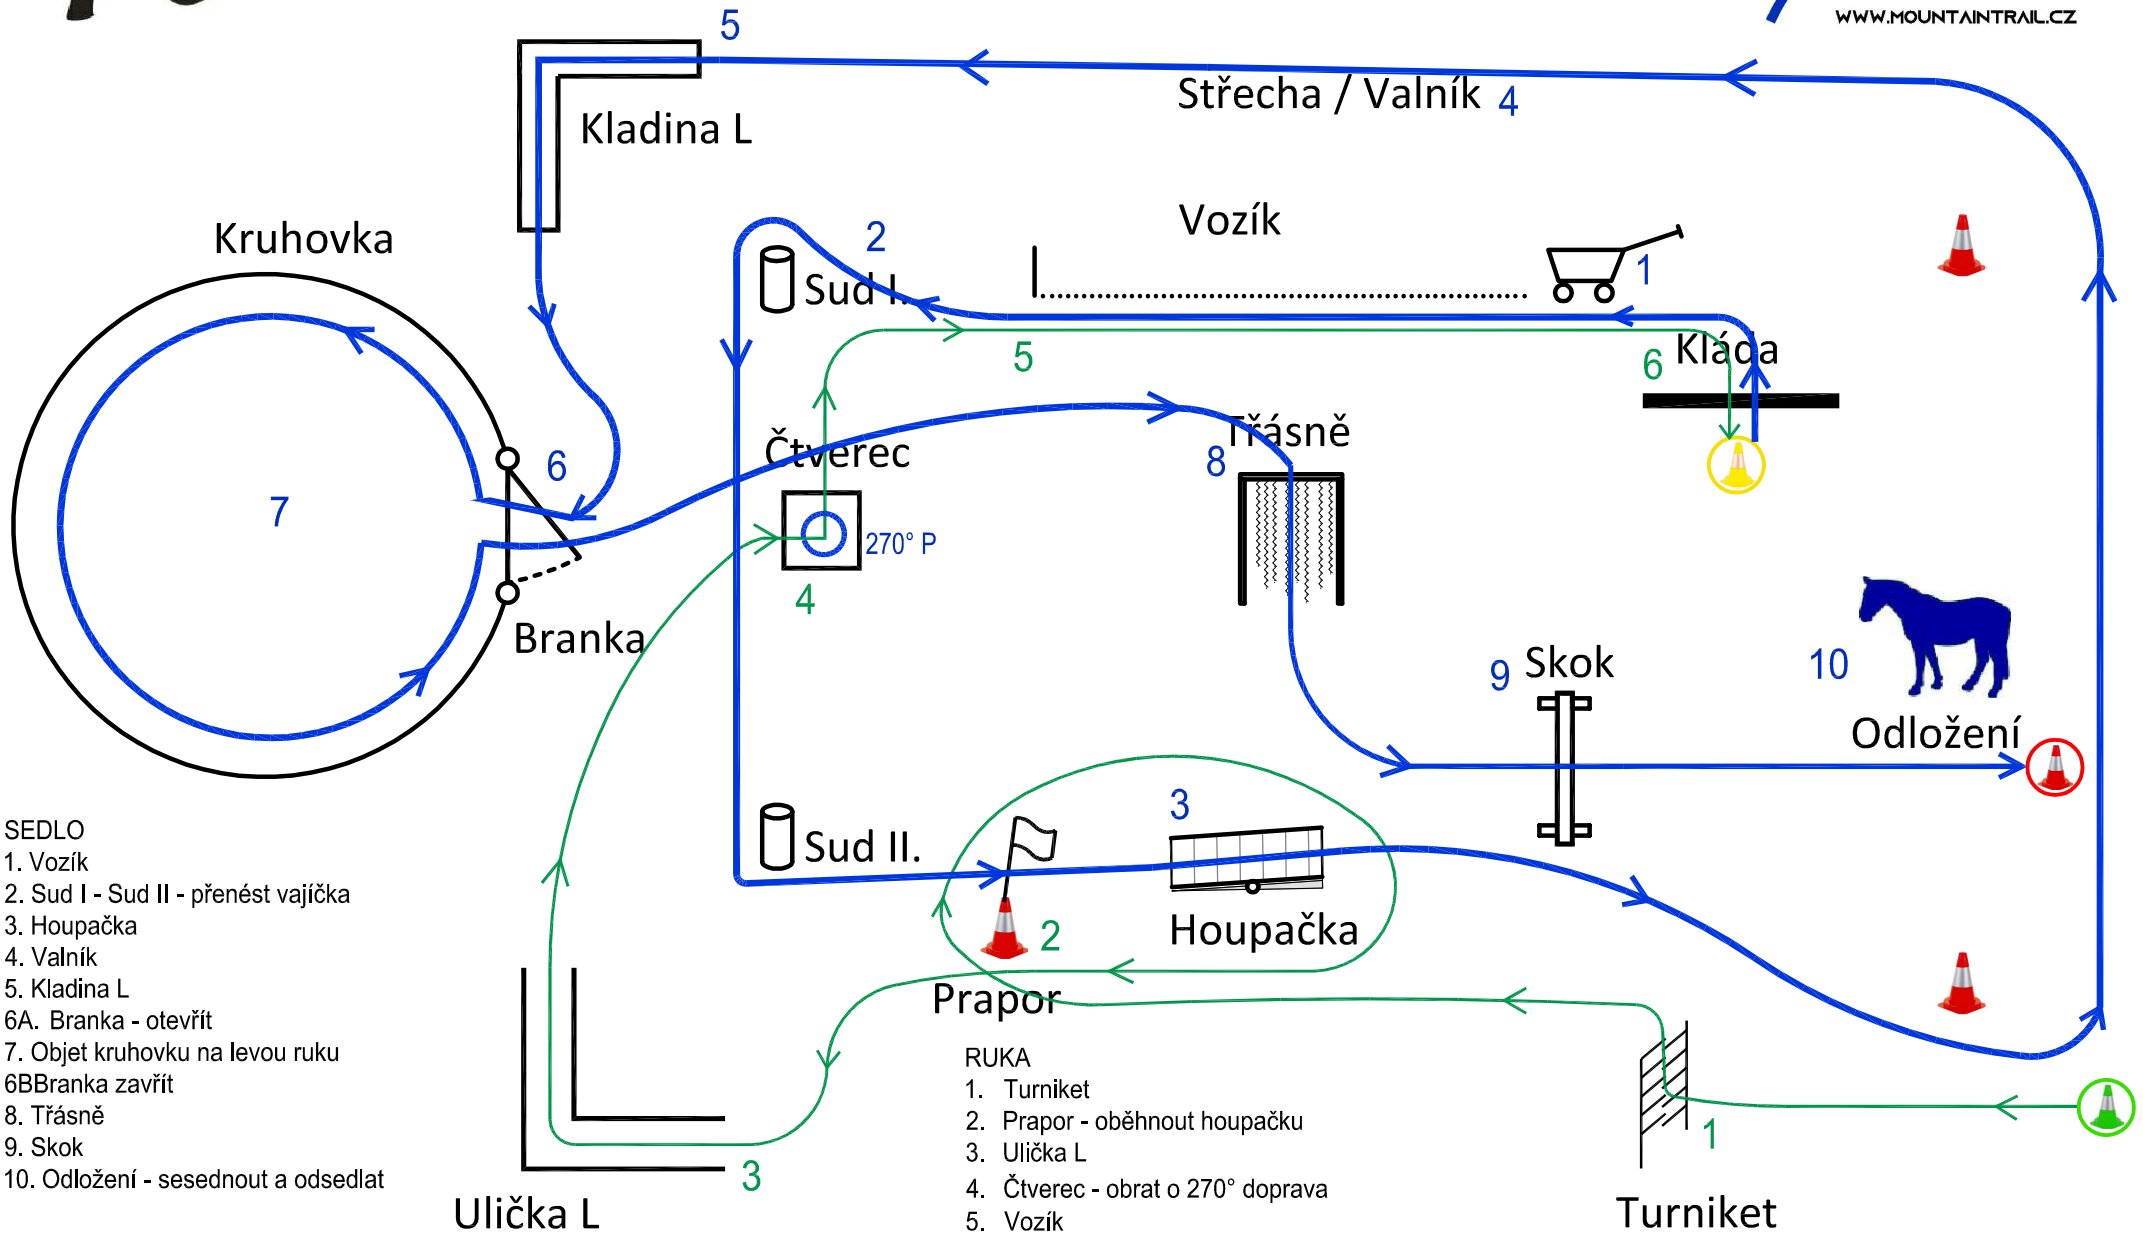 WWW.MOUNTAINTRAIL.CZ
5
Střecha / Valník 4
Kladina L
Kruhovka
2
Vozík
1
Sud I.
5
6
Kláda
Čtverec
8
Třásně
6
7
270° P
4
Branka
9
Skok
10
Odložení
3
Sud II.
2
Houpačka
Prapor
1
3
Ulička L
Turniket
SEDLO
1. Vozík
2. Sud I - Sud II - přenést vajíčka
3. Houpačka
4. Valník
5. Kladina L
6A. Branka - otevřít
7. Objet kruhovku na levou ruku
6BBranka zavřít
8. Třásně
9. Skok
10. Odložení - sesednout a odsedlat
RUKA
1. Turniket
2. Prapor - oběhnout houpačku
3. Ulička L
4. Čtverec - obrat o 270° doprava
5. Vozík